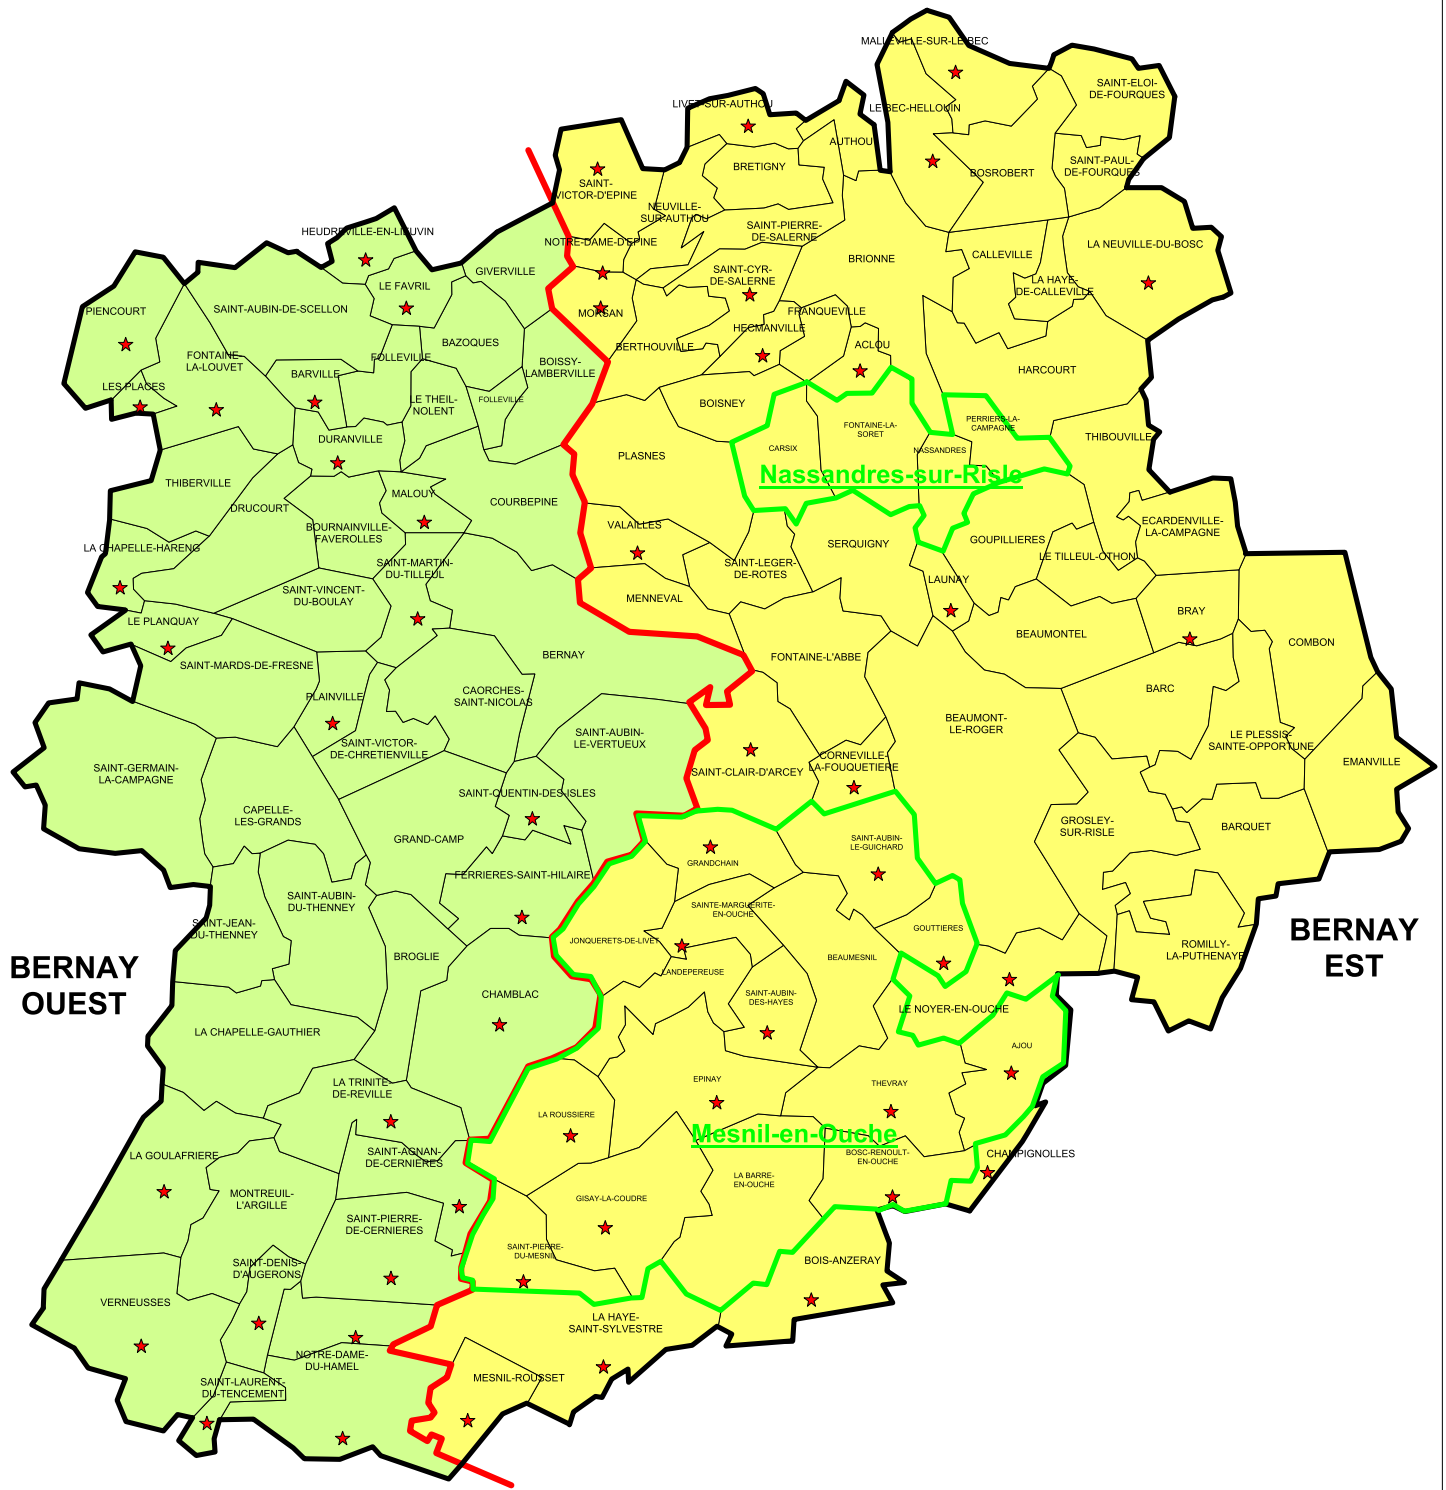 MALLEVILLE-SUR-LE-BEC
SAINT-ELOI-
DE-FOURQUES
LIVET-SUR-AUTHOU
LE BEC-HELLOUIN
AUTHOU
BRETIGNY
SAINT-PAUL-
DE-FOURQUES
BOSROBERT
SAINT-
VICTOR-D'EPINE
NEUVILLE-
SUR-AUTHOU
SAINT-PIERRE-
DE-SALERNE
HEUDREVILLE-EN-LIEUVIN
NOTRE-DAME-D'EPINE
BRIONNE
CALLEVILLE
LA NEUVILLE-DU-BOSC
GIVERVILLE
SAINT-CYR-
DE-SALERNE
LA HAYE-
DE-CALLEVILLE
LE FAVRIL
PIENCOURT
SAINT-AUBIN-DE-SCELLON
MORSAN
FRANQUEVILLE
HECMANVILLE
BAZOQUES
BERTHOUVILLE
ACLOU
FONTAINE-
LA-LOUVET
FOLLEVILLE
BOISSY-
LAMBERVILLE
HARCOURT
BARVILLE
LES PLACES
LE THEIL-
NOLENT
FOLLEVILLE
BOISNEY
PERRIERS-LA-
CAMPAGNE
FONTAINE-LA-
SORET
DURANVILLE
THIBOUVILLE
CARSIX
NASSANDRES
PLASNES
Nassandres-sur-Risle
THIBERVILLE
MALOUY
COURBEPINE
DRUCOURT
BOURNAINVILLE-
FAVEROLLES
VALAILLES
ECARDENVILLE-
LA-CAMPAGNE
SERQUIGNY
GOUPILLIERES
LA CHAPELLE-HARENG
LE TILLEUL-OTHON
SAINT-MARTIN-
DU-TILLEUL
SAINT-LEGER-
DE-ROTES
LAUNAY
SAINT-VINCENT-
DU-BOULAY
MENNEVAL
BRAY
LE PLANQUAY
BEAUMONTEL
COMBON
BERNAY
FONTAINE-L'ABBE
SAINT-MARDS-DE-FRESNE
BARC
PLAINVILLE
CAORCHES-
SAINT-NICOLAS
BEAUMONT-
LE-ROGER
SAINT-AUBIN-
LE-VERTUEUX
LE PLESSIS-
SAINTE-OPPORTUNE
SAINT-VICTOR-
DE-CHRETIENVILLE
CORNEVILLE-
LA-FOUQUETIERE
EMANVILLE
SAINT-GERMAIN-
LA-CAMPAGNE
SAINT-CLAIR-D'ARCEY
SAINT-QUENTIN-DES-ISLES
CAPELLE-
LES-GRANDS
GROSLEY-
SUR-RISLE
BARQUET
GRAND-CAMP
SAINT-AUBIN-
LE-GUICHARD
GRANDCHAIN
FERRIERES-SAINT-HILAIRE
SAINT-AUBIN-
DU-THENNEY
SAINTE-MARGUERITE-
EN-OUCHE
SAINT-JEAN-
DU-THENNEY
GOUTTIERES
BERNAY
EST
JONQUERETS-DE-LIVET
ROMILLY-
LA-PUTHENAYE
BROGLIE
BEAUMESNIL
BERNAY
OUEST
LANDEPEREUSE
CHAMBLAC
SAINT-AUBIN-
DES-HAYES
LE NOYER-EN-OUCHE
LA CHAPELLE-GAUTHIER
AJOU
EPINAY
THEVRAY
LA TRINITE-
DE-REVILLE
LA ROUSSIERE
Mesnil-en-Ouche
SAINT-AGNAN-
DE-CERNIERES
LA GOULAFRIERE
BOSC-RENOULT-
EN-OUCHE
CHAMPIGNOLLES
LA BARRE-
EN-OUCHE
MONTREUIL-
L'ARGILLE
GISAY-LA-COUDRE
SAINT-PIERRE-
DE-CERNIERES
SAINT-PIERRE-
DU-MESNIL
SAINT-DENIS-
D'AUGERONS
BOIS-ANZERAY
VERNEUSSES
LA HAYE-
SAINT-SYLVESTRE
NOTRE-DAME-
DU-HAMEL
MESNIL-ROUSSET
SAINT-LAURENT-
DU-TENCEMENT